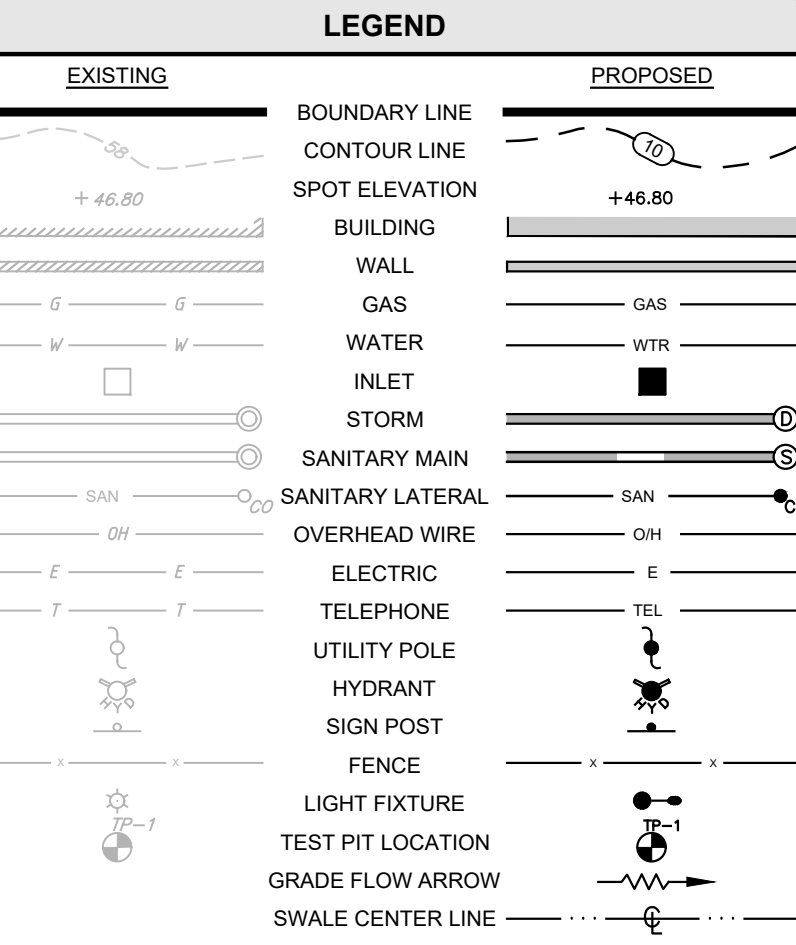 LEGEND
EXISTING PROPOSED
BOUNDARY LINE
58 CONTOUR LINE 10
+ 46.80 SPOT ELEVATION +46.80
BUILDING
WALL
G G GAS GAS
W W WATER WTR
INLET
STORM D
SANITARY MAIN S
SAN CO SANITARY LATERAL SAN C
OH OVERHEAD WIRE O/H
E E ELECTRIC E
T T TELEPHONE TEL
UTILITY POLE
HYD HYDRANT HYD
SIGN POST
x x FENCE x x
LIGHT FIXTURE
TP-1 TEST PIT LOCATION TP-1
GRADE FLOW ARROW
SWALE CENTER LINE ℄